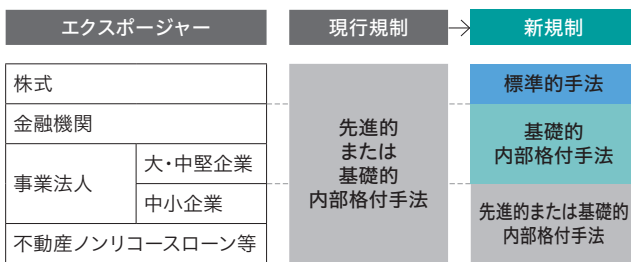 エクスポージャー
現行規制
新規制
株式
金融機関
事業法人
大・中堅企業
中小企業
不動産ノンリコースローン等
先進的
または
基礎的
内部格付手法
標準的手法
基礎的
内部格付手法
先進的または基礎的
内部格付手法